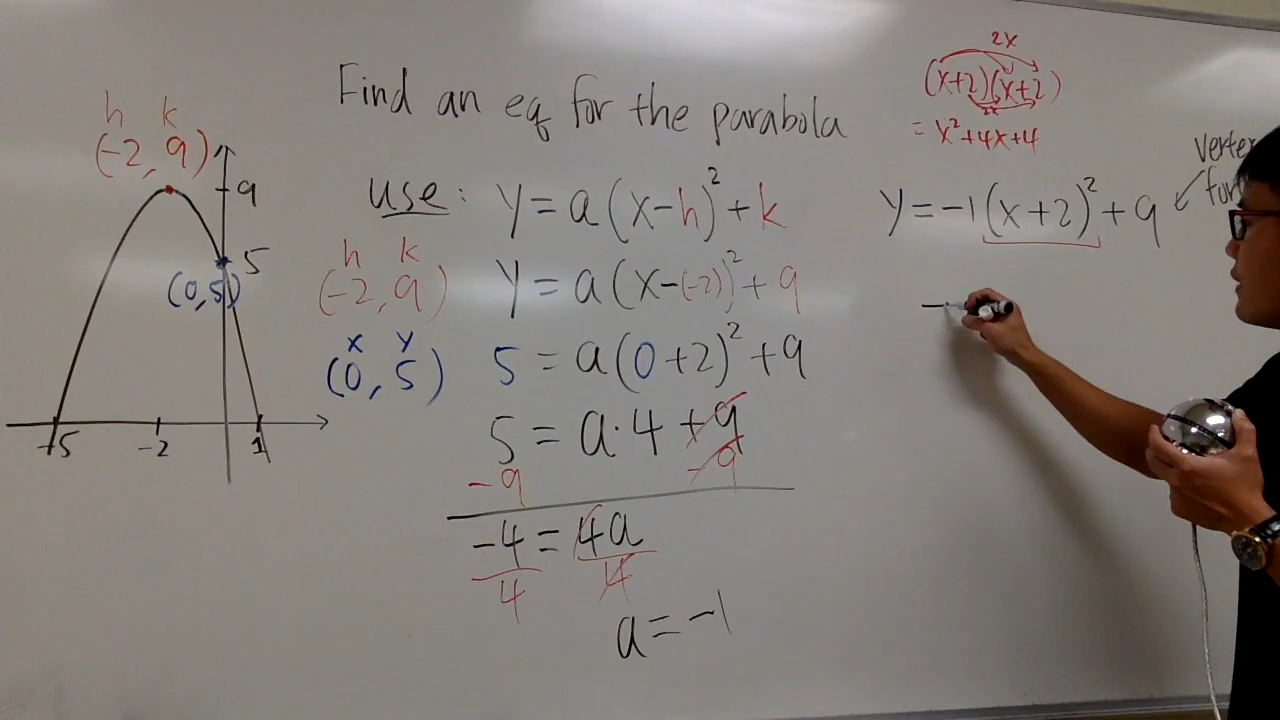 Find an eq for the parabola
h k
(-2, 9)
9
5
(0,5)
-5 -2 1
use: y = a(x-h)² + k
h k
(-2, 9) y = a(x-(-2))² + 9
x y
(0, 5) 5 = a(0+2)² + 9
5 = a·4 + 9
-9 -9
-4 = 4a
4 4
a = -1
2x
(x+2)(x+2)
2x
= x²+4x+4
y = -1(x+2)² + 9
vertex